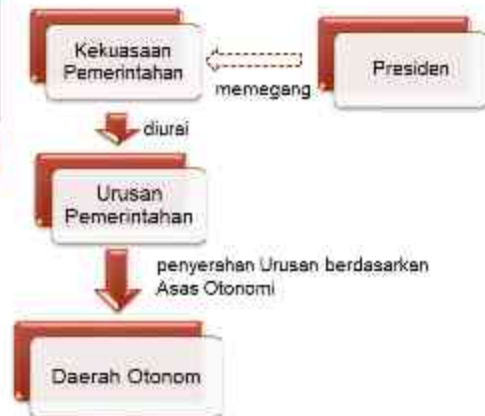 Kekuasaan
Pemerintahan
memegang
Presiden
diurai
Urusan
Pemerintahan
penyerahan Urusan berdasarkan
Asas Otonomi
Daerah Otonom